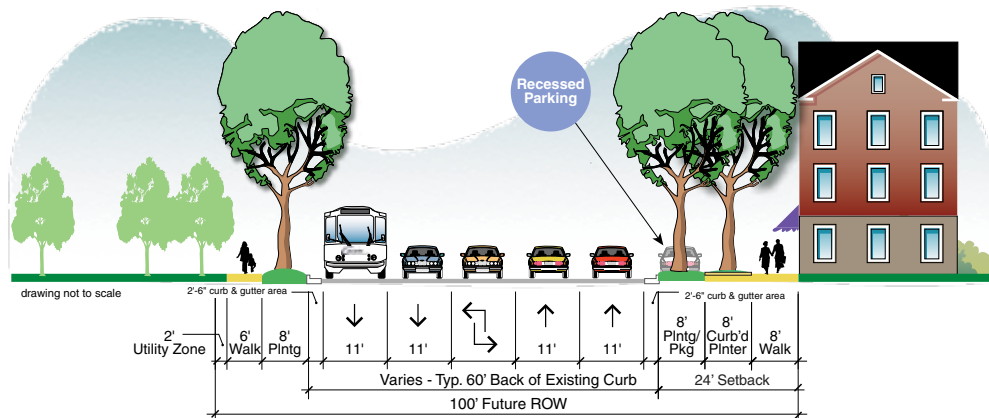 Recessed
Parking
drawing not to scale
2'-6" curb & gutter area
2'-6" curb & gutter area
2'
Utility Zone
6'
Walk
8'
Plntg
11'
11'
11'
11'
8'
Plntg/
Pkg
8'
Curb'd
Plnter
8'
Walk
Varies - Typ. 60' Back of Existing Curb
24' Setback
100' Future ROW